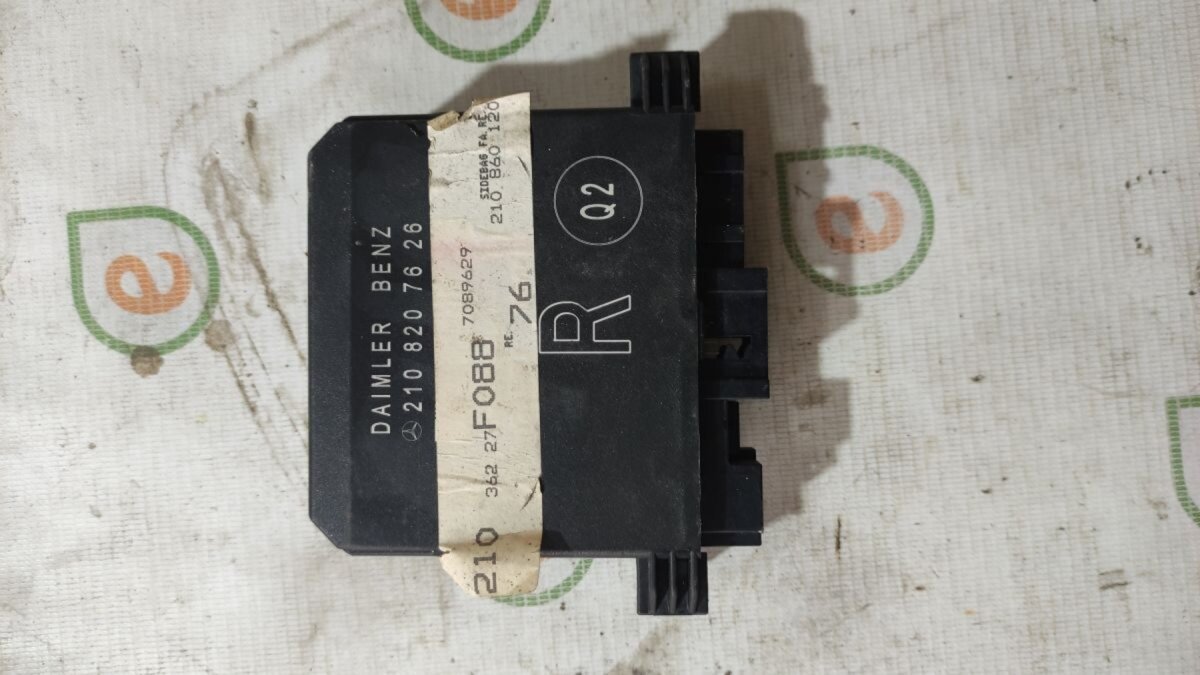 DAIMLER BENZ
210 820 76 26
210 362 27 F088 7089629
RE 76
SIDEBAG FA RE
210 860 120
R
Q2
e
e
e